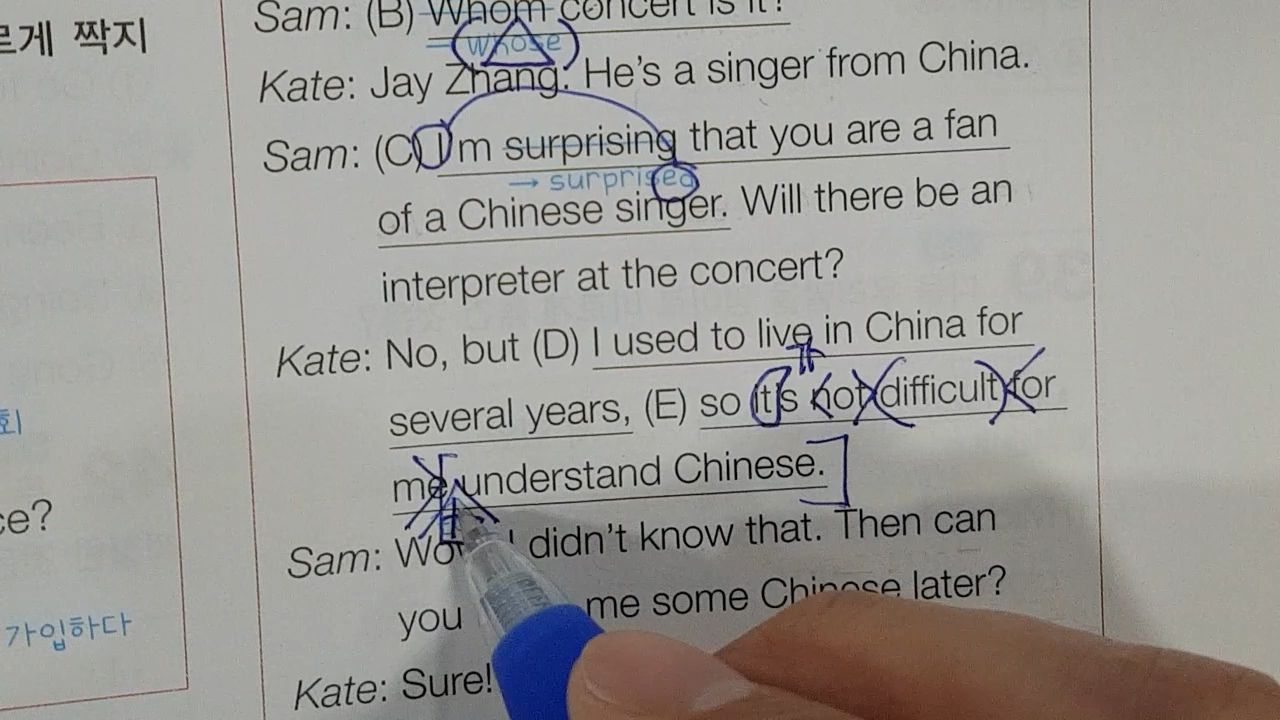 Sam: (B) Whom concert is it?
르게 짝지
whose
Kate: Jay Zhang. He's a singer from China.
Sam: (C) I'm surprising that you are a fan
→ surprised
of a Chinese singer. Will there be an
interpreter at the concert?
Kate: No, but (D) I used to live in China for
several years, (E) so it's not difficult for
회
me understand Chinese.
ce?
Sam: I didn't know that. Then can
you me some Chinese later?
가입하다
Kate: Sure!